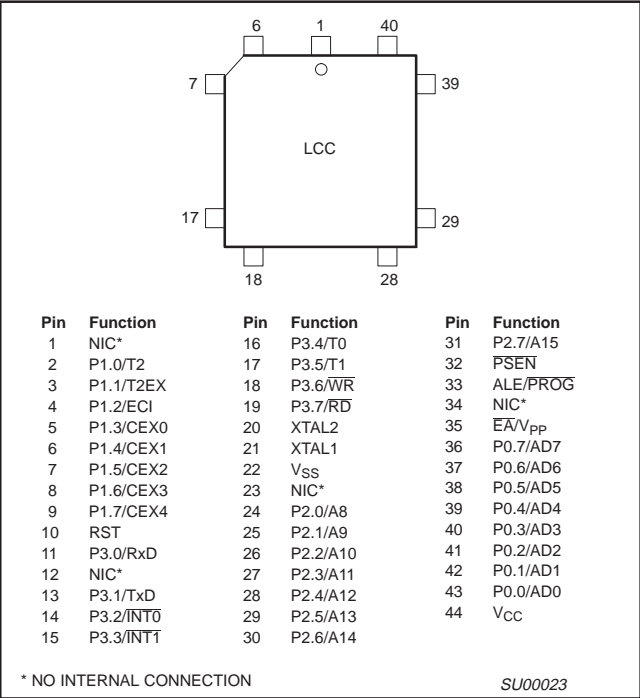 6 1 40
7 39
LCC
17 29
18 28
Pin Function Pin Function Pin Function
1 NIC* 16 P3.4/T0 31 P2.7/A15
2 P1.0/T2 17 P3.5/T1 32 PSEN
3 P1.1/T2EX 18 P3.6/WR 33 ALE/PROG
4 P1.2/ECI 19 P3.7/RD 34 NIC*
5 P1.3/CEX0 20 XTAL2 35 EA/VPP
6 P1.4/CEX1 21 XTAL1 36 P0.7/AD7
7 P1.5/CEX2 22 VSS 37 P0.6/AD6
8 P1.6/CEX3 23 NIC* 38 P0.5/AD5
9 P1.7/CEX4 24 P2.0/A8 39 P0.4/AD4
10 RST 25 P2.1/A9 40 P0.3/AD3
11 P3.0/RxD 26 P2.2/A10 41 P0.2/AD2
12 NIC* 27 P2.3/A11 42 P0.1/AD1
13 P3.1/TxD 28 P2.4/A12 43 P0.0/AD0
14 P3.2/INT0 29 P2.5/A13 44 VCC
15 P3.3/INT1 30 P2.6/A14
* NO INTERNAL CONNECTION SU00023